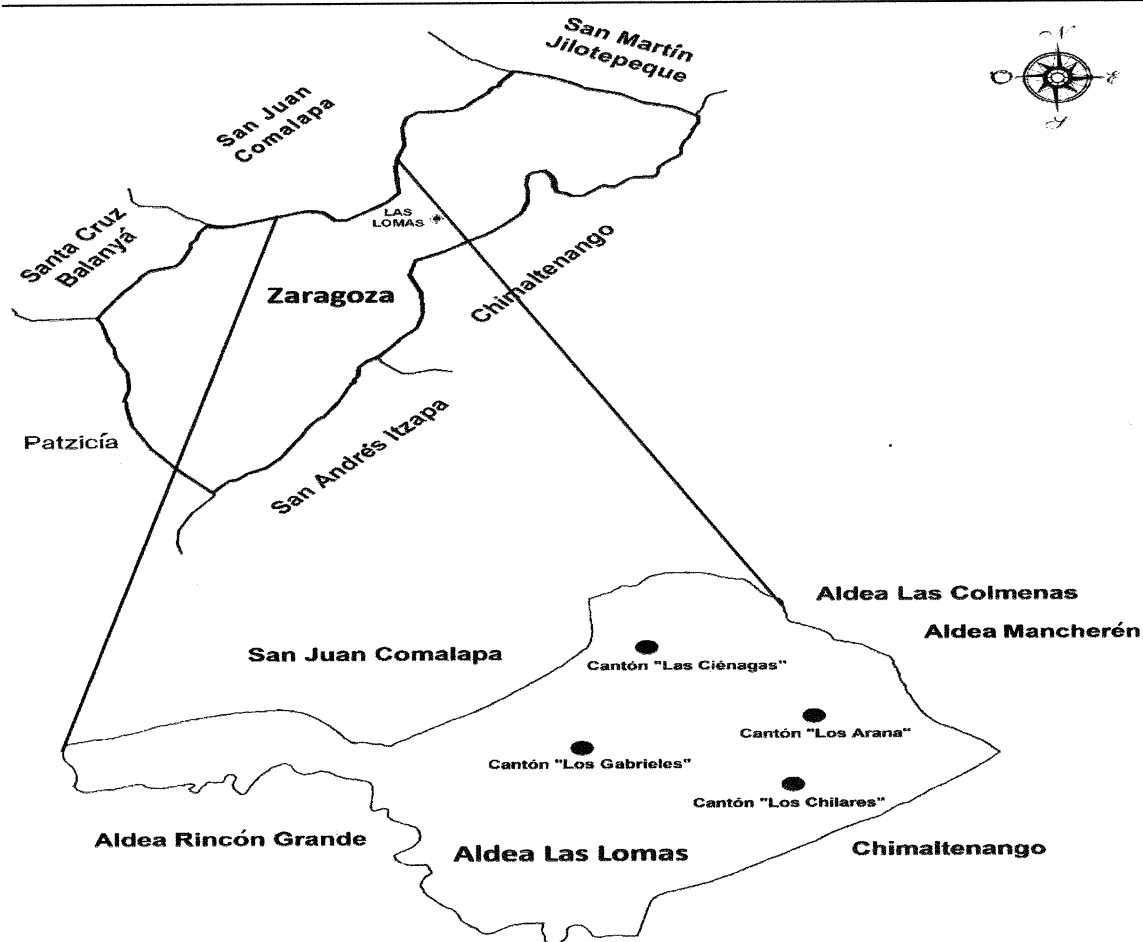 San Martín
Jilotepeque
N
O
E
S
San Juan
Comalapa
LAS
LOMAS
Santa Cruz
Balanyá
Zaragoza
Chimaltenango
Patzicía
San Andrés Itzapa
Aldea Las Colmenas
Aldea Mancherén
San Juan Comalapa
Cantón "Las Ciénagas"
Cantón "Los Arana"
Cantón "Los Gabrieles"
Cantón "Los Chilares"
Aldea Rincón Grande
Aldea Las Lomas
Chimaltenango